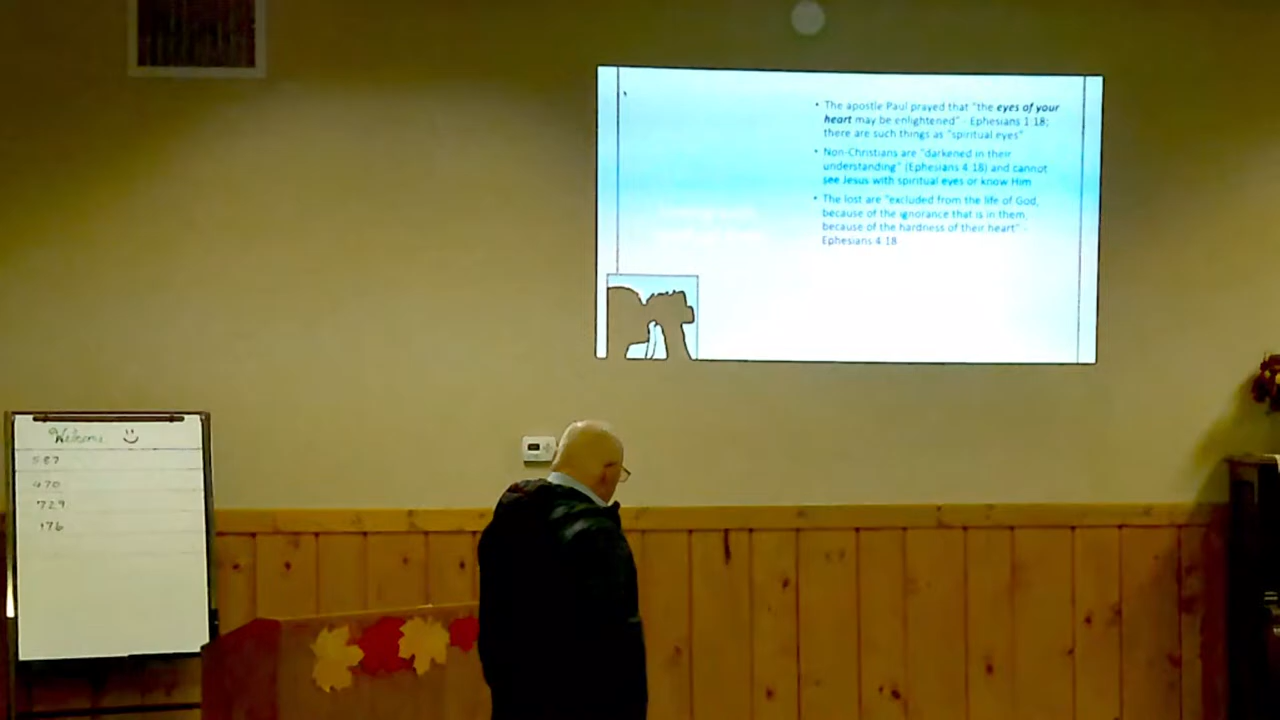 • The apostle Paul prayed that "the eyes of your
heart may be enlightened" - Ephesians 1:18;
there are such things as "spiritual eyes"
• Non-Christians are "darkened in their
understanding" (Ephesians 4:18) and cannot
see Jesus with spiritual eyes or know Him
• The lost are "excluded from the life of God,
because of the ignorance that is in them,
because of the hardness of their heart" -
Ephesians 4:18
Welcome
587
470
729
176